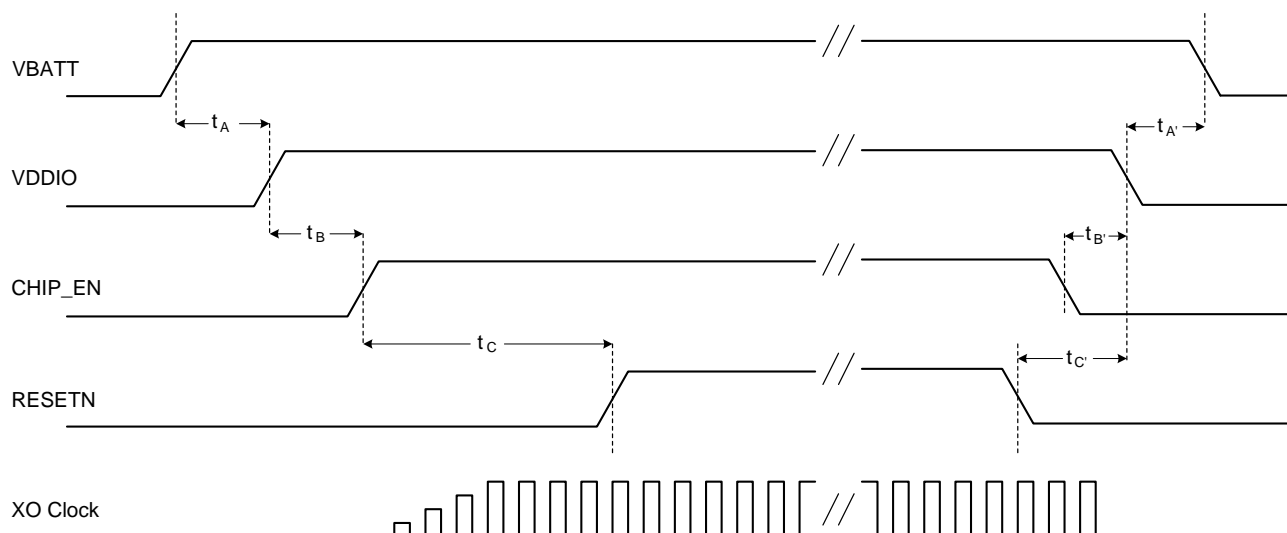 VBATT
tA
tA'
VDDIO
tB
tB'
CHIP_EN
tC
tC'
RESETN
XO Clock